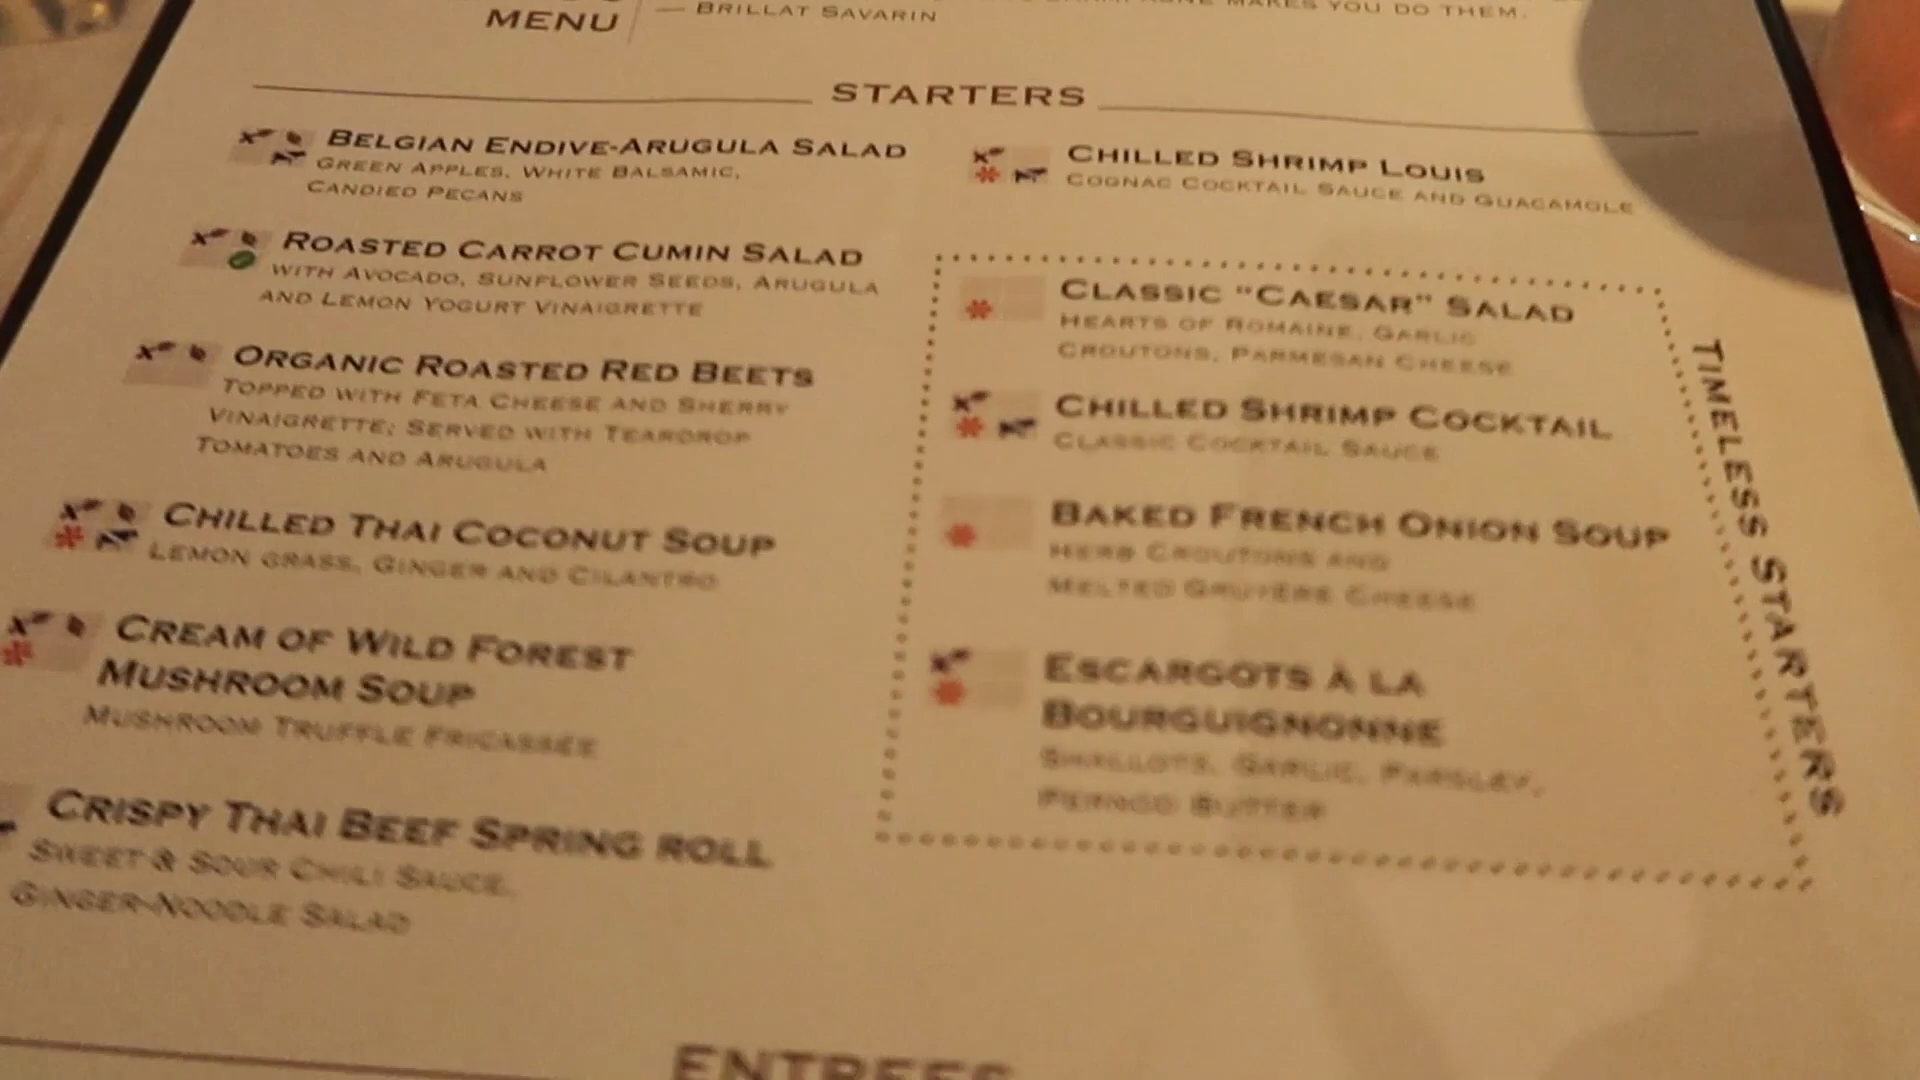 MENU
— BRILLAT SAVARIN
MAKES YOU DO THEM.
STARTERS
BELGIAN ENDIVE-ARUGULA SALAD
GREEN APPLES, WHITE BALSAMIC,
CANDIED PECANS
ROASTED CARROT CUMIN SALAD
WITH AVOCADO, SUNFLOWER SEEDS, ARUGULA
AND LEMON YOGURT VINAIGRETTE
ORGANIC ROASTED RED BEETS
TOPPED WITH FETA CHEESE AND SHERRY
VINAIGRETTE; SERVED WITH TEARDROP
TOMATOES AND ARUGULA
CHILLED THAI COCONUT SOUP
LEMON GRASS, GINGER AND CILANTRO
CREAM OF WILD FOREST
MUSHROOM SOUP
MUSHROOM TRUFFLE FRICASSÉE
CRISPY THAI BEEF SPRING ROLL
SWEET & SOUR CHILI SAUCE,
GINGER-NOODLE SALAD
CHILLED SHRIMP LOUIS
COGNAC COCKTAIL SAUCE AND GUACAMOLE
CLASSIC "CAESAR" SALAD
HEARTS OF ROMAINE, GARLIC
CROUTONS, PARMESAN CHEESE
CHILLED SHRIMP COCKTAIL
CLASSIC COCKTAIL SAUCE
BAKED FRENCH ONION SOUP
HERB CROUTONS AND
MELTED GRUYERE CHEESE
ESCARGOTS À LA
BOURGUIGNONNE
SHALLOTS, GARLIC, PARSLEY,
PERNOD BUTTER
TIMELESS STARTERS
ENTREES